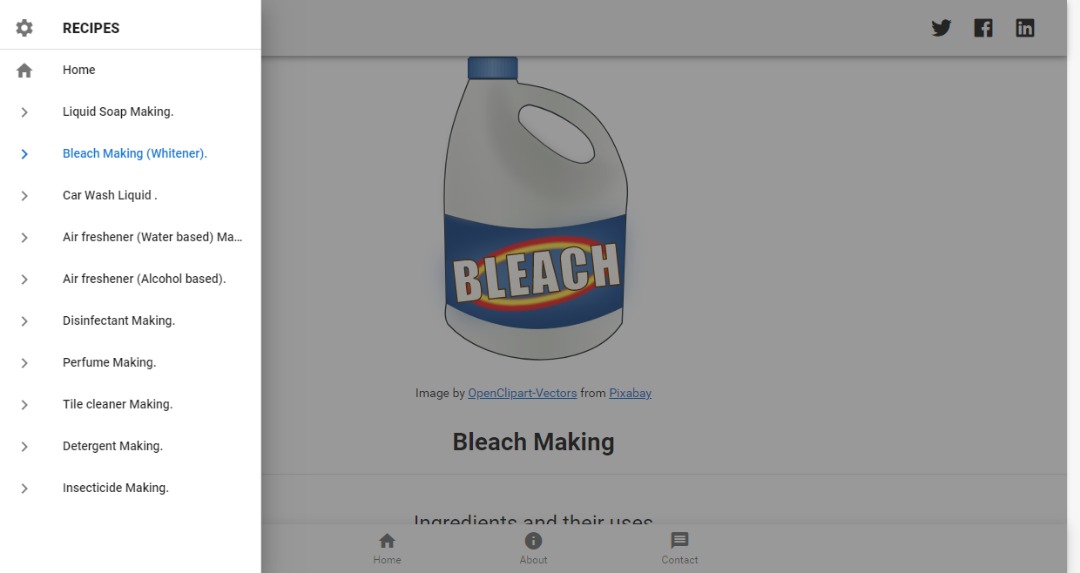 RECIPES
Home
Liquid Soap Making.
Bleach Making (Whitener).
Car Wash Liquid .
Air freshener (Water based) Ma...
Air freshener (Alcohol based).
Disinfectant Making.
Perfume Making.
Tile cleaner Making.
Detergent Making.
Insecticide Making.
BLEACH
Image by OpenClipart-Vectors from Pixabay
Bleach Making
Ingredients and their uses
Home
About
Contact